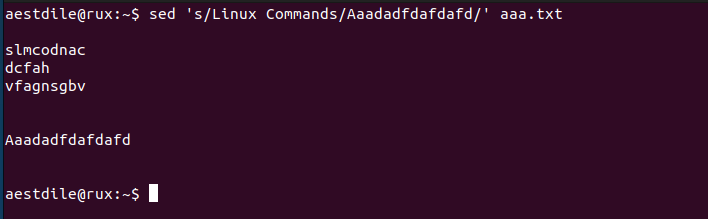 aestdile@rux:~$ sed 's/Linux Commands/Aaadadfdafdafd/' aaa.txt
slmcodnac
dcfah
vfagnsgbv
Aaadadfdafdafd
aestdile@rux:~$